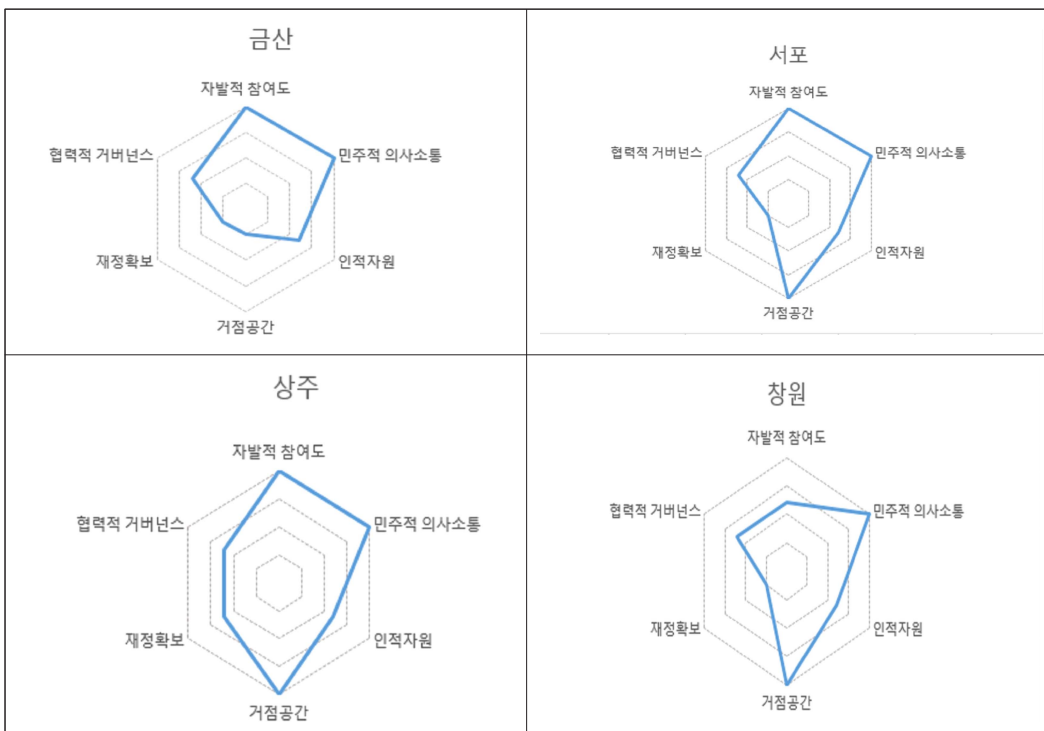 금산
자발적 참여도
협력적 거버넌스
민주적 의사소통
재정확보
인적자원
거점공간
서포
자발적 참여도
협력적 거버넌스
민주적 의사소통
재정확보
인적자원
거점공간
상주
자발적 참여도
협력적 거버넌스
민주적 의사소통
재정확보
인적자원
거점공간
창원
자발적 참여도
협력적 거버넌스
민주적 의사소통
재정확보
인적자원
거점공간